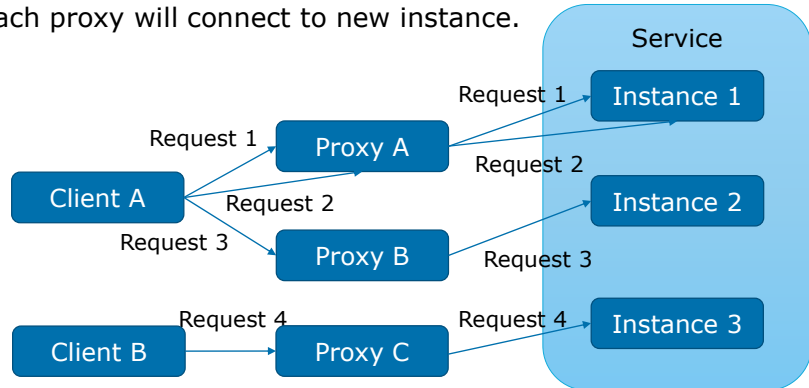 ach proxy will connect to new instance.
Service
Request 1
Instance 1
Request 1
Proxy A
Request 2
Client A
Request 2
Instance 2
Request 3
Proxy B
Request 3
Request 4
Request 4
Instance 3
Client B
Proxy C